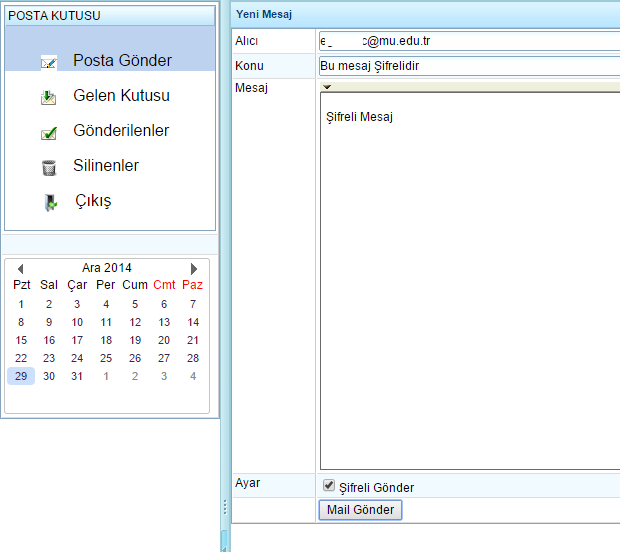 POSTA KUTUSU
Posta Gönder
Gelen Kutusu
Gönderilenler
Silinenler
Çıkış
Ara 2014
Pzt Sal Çar Per Cum Cmt Paz
1 2 3 4 5 6 7
8 9 10 11 12 13 14
15 16 17 18 19 20 21
22 23 24 25 26 27 28
29 30 31 1 2 3 4
Yeni Mesaj
Alıcı @mu.edu.tr
Konu Bu mesaj Şifrelidir
Mesaj
Şifreli Mesaj
Ayar Şifreli Gönder
Mail Gönder